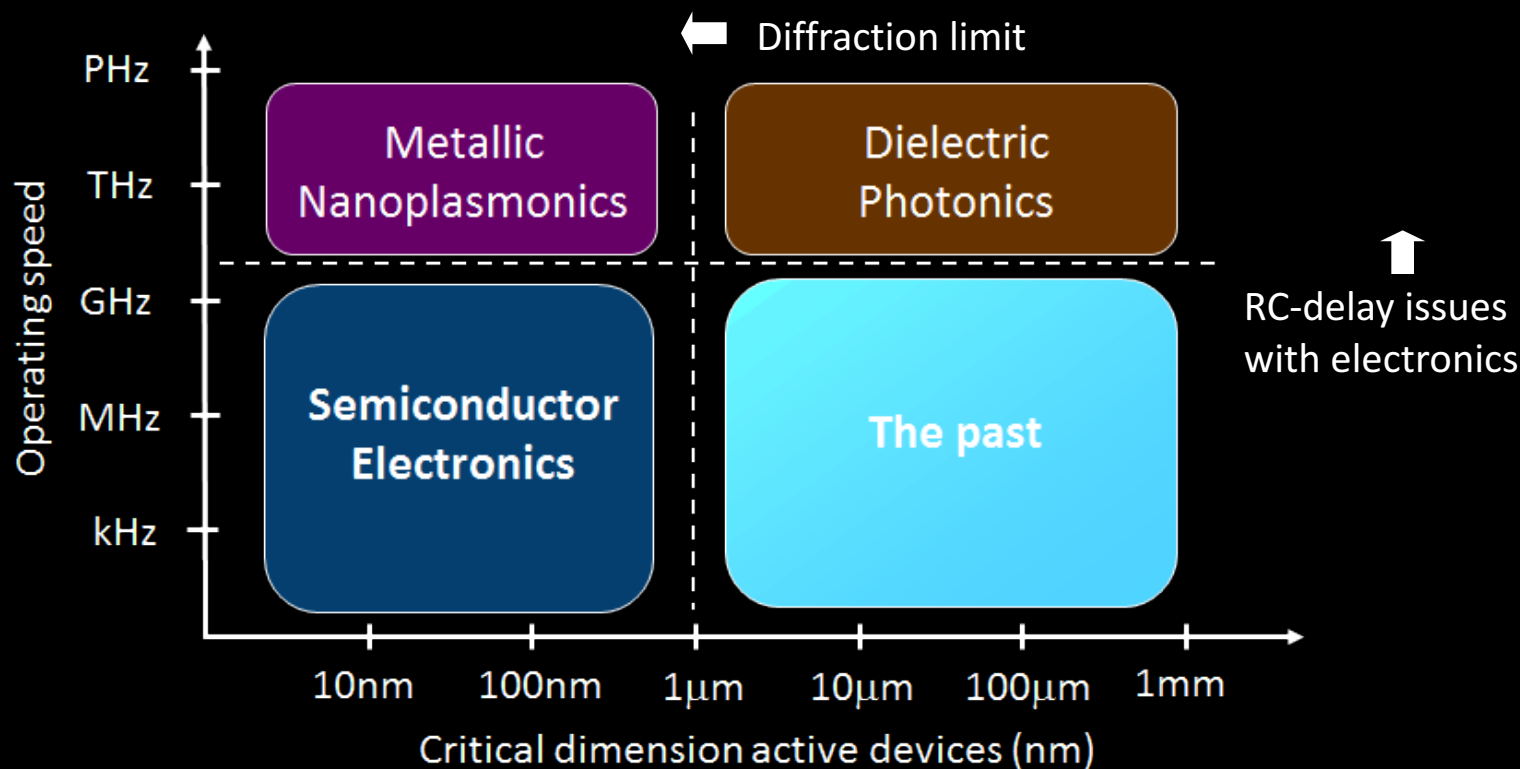 Diffraction limit
PHz
THz
GHz
MHz
kHz
Operating speed
Metallic
Nanoplasmonics
Dielectric
Photonics
Semiconductor
Electronics
The past
RC-delay issues
with electronics
10nm
100nm
1μm
10μm
100μm
1mm
Critical dimension active devices (nm)